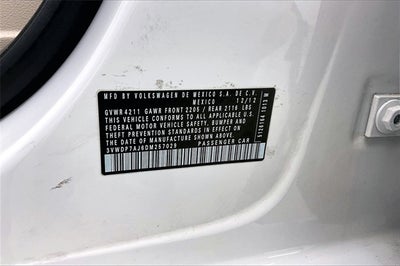 MFD BY VOLKSWAGEN DE MEXICO S.A. DE C.V.
MEXICO 12/12
GVWR 4211 GAWR FRONT 2205 / REAR 2116 LBS
THIS VEHICLE CONFORMS TO ALL APPLICABLE
FEDERAL MOTOR VEHICLE SAFETY, BUMPER AND
THEFT PREVENTION STANDARDS IN EFFECT ON
THE DATE OF MANUFACTURE SHOWN ABOVE.
3VWDP7AJ6DM257029 PASSENGER CAR